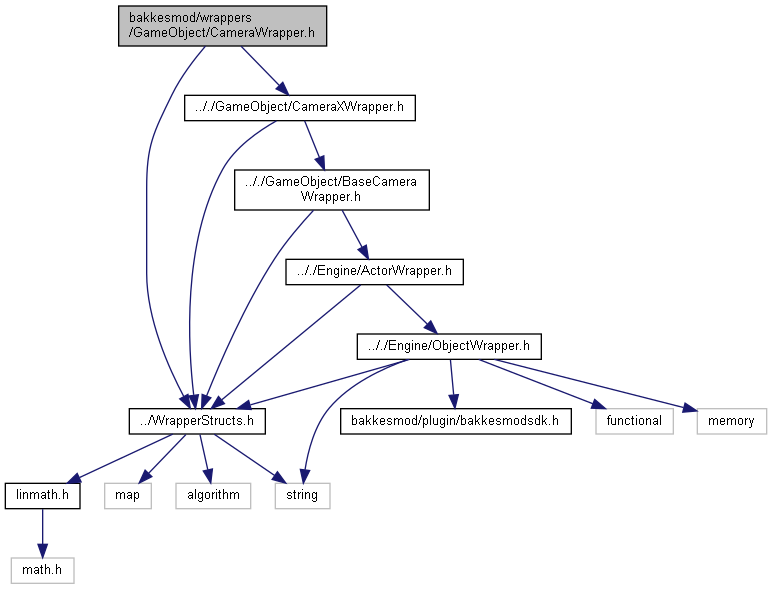 bakkesmod/wrappers
/GameObject/CameraWrapper.h
.././GameObject/CameraXWrapper.h
.././GameObject/BaseCamera
Wrapper.h
.././Engine/ActorWrapper.h
.././Engine/ObjectWrapper.h
../WrapperStructs.h
bakkesmod/plugin/bakkesmodsdk.h
functional
memory
linmath.h
map
algorithm
string
math.h